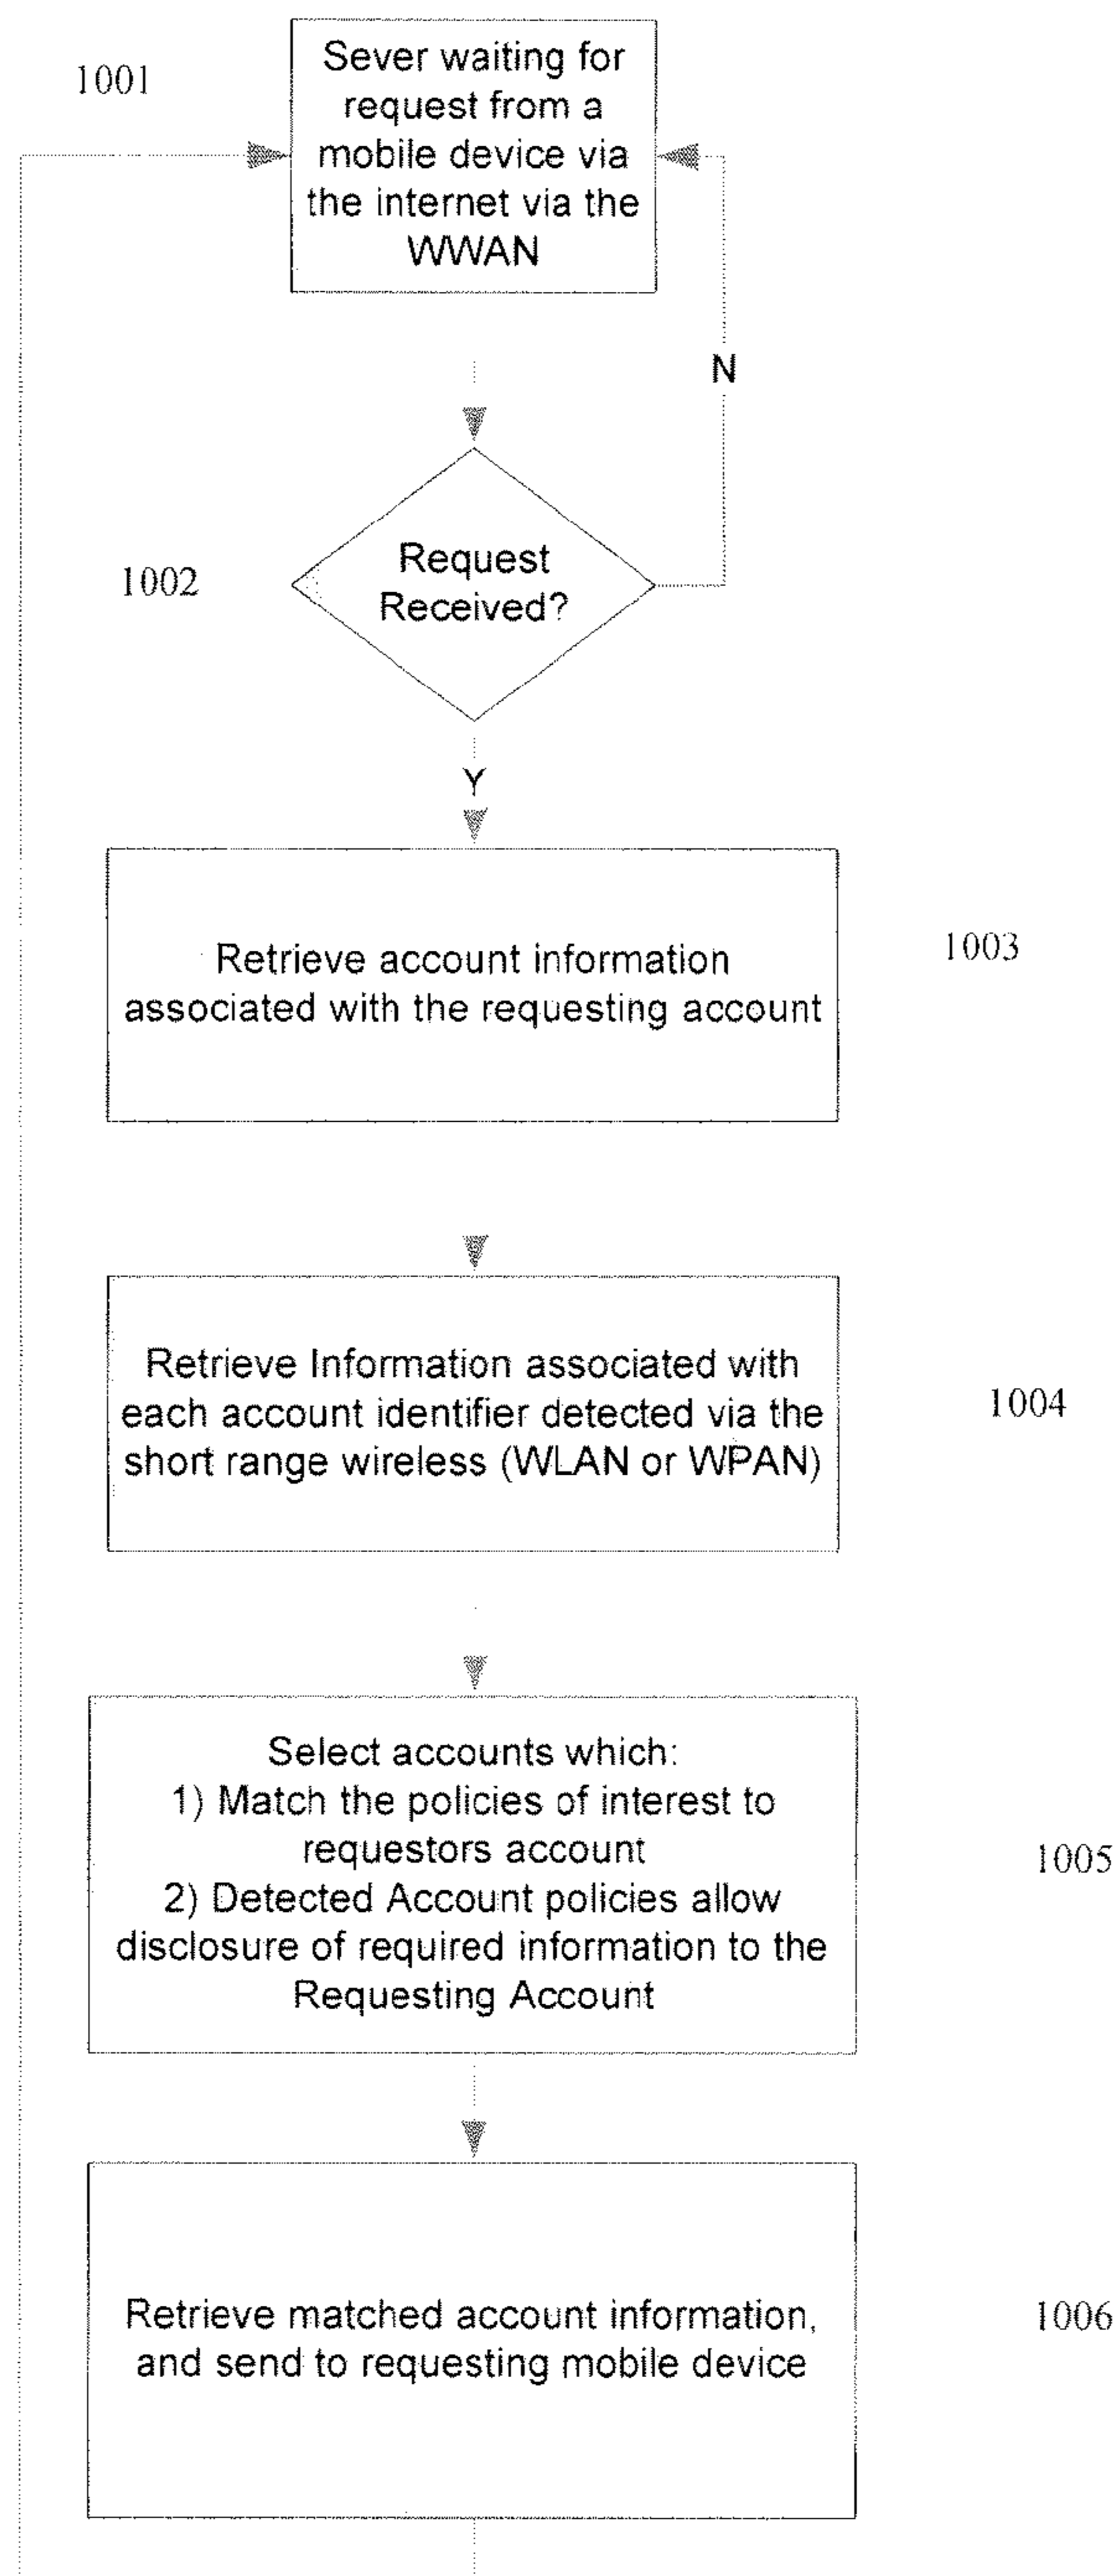 1001
Sever waiting for
request from a
mobile device via
the internet via the
WWAN
N
1002
Request
Received?
Y
1003
Retrieve account information
associated with the requesting account
Retrieve Information associated with
each account identifier detected via the
short range wireless (WLAN or WPAN)
1004
Select accounts which:
1) Match the policies of interest to
requestors account
2) Detected Account policies allow
disclosure of required information to the
Requesting Account
1005
Retrieve matched account information,
and send to requesting mobile device
1006